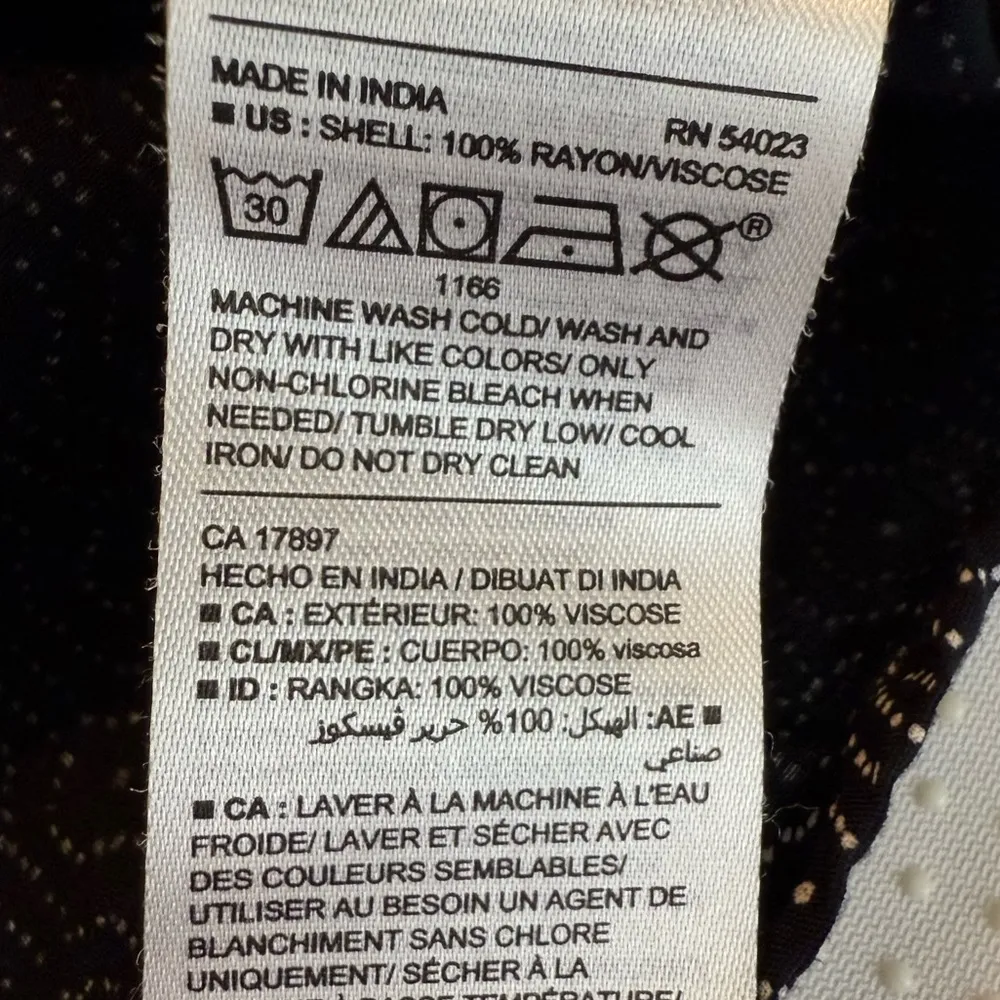 MADE IN INDIA
RN 54023
■ US : SHELL: 100% RAYON/VISCOSE
30
®
1166
MACHINE WASH COLD/ WASH AND
DRY WITH LIKE COLORS/ ONLY
NON-CHLORINE BLEACH WHEN
NEEDED/ TUMBLE DRY LOW/ COOL
IRON/ DO NOT DRY CLEAN
CA 17897
HECHO EN INDIA / DIBUAT DI INDIA
■ CA : EXTÉRIEUR: 100% VISCOSE
■ CL/MX/PE : CUERPO: 100% viscosa
■ ID : RANGKA: 100% VISCOSE
■ AE: الهيكل: 100% حرير ڤيسكوز
صناعي
■ CA : LAVER À LA MACHINE À L'EAU
FROIDE/ LAVER ET SÉCHER AVEC
DES COULEURS SEMBLABLES/
UTILISER AU BESOIN UN AGENT DE
BLANCHIMENT SANS CHLORE
UNIQUEMENT/ SÉCHER À LA
À BASSE TEMPÉRATURE/